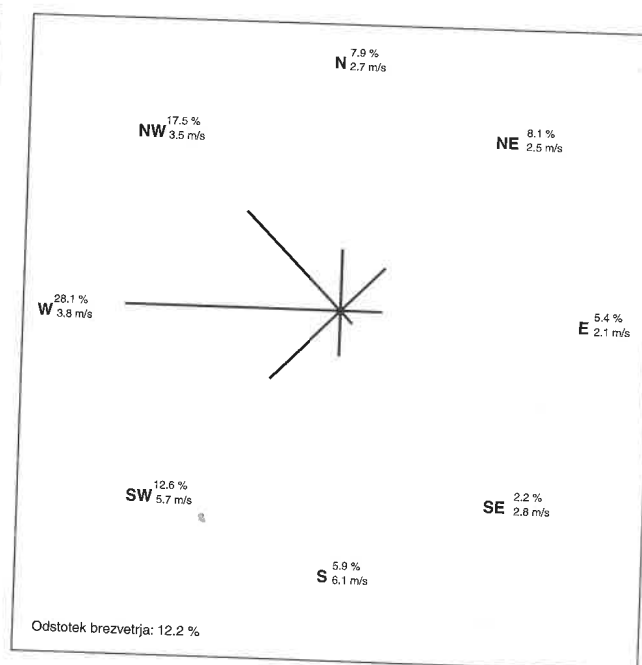 N 7.9 %
2.7 m/s
NW 17.5 %
3.5 m/s
NE 8.1 %
2.5 m/s
W 28.1 %
3.8 m/s
E 5.4 %
2.1 m/s
SW 12.6 %
5.7 m/s
SE 2.2 %
2.8 m/s
S 5.9 %
6.1 m/s
Odstotek brezvetrja: 12.2 %